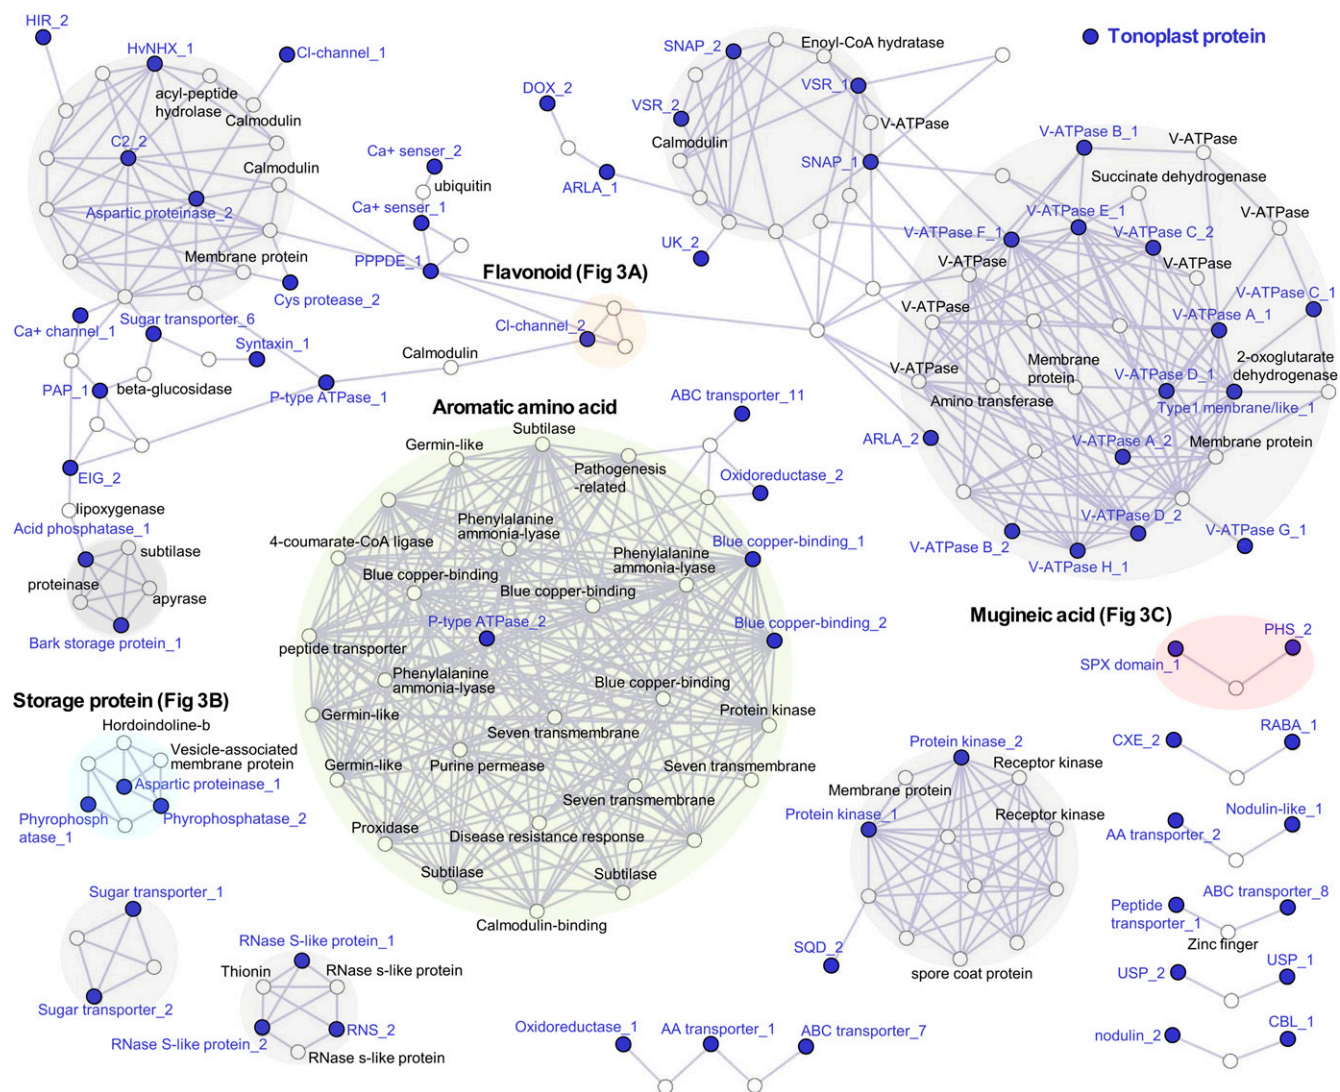 HIR_2
HvNHX_1
Cl-channel_1
acyl-peptide
hydrolase
Calmodulin
C2_2
Calmodulin
Aspartic proteinase_2
Membrane protein
Cys protease_2
Ca+ senser_2
ubiquitin
Ca+ senser_1
PPPDE_1
DOX_2
ARLA_1
SNAP_2
Enoyl-CoA hydratase
VSR_1
VSR_2
V-ATPase
Calmodulin
SNAP_1
UK_2
Tonoplast protein
V-ATPase B_1
V-ATPase
Succinate dehydrogenase
V-ATPase E_1
V-ATPase
V-ATPase F_1
V-ATPase C_2
V-ATPase
V-ATPase
V-ATPase
V-ATPase C_1
V-ATPase A_1
V-ATPase
Membrane
protein
2-oxoglutarate
dehydrogenase
V-ATPase D_1
Amino transferase
Type1 menbrane/like_1
ARLA_2
V-ATPase A_2
Membrane protein
V-ATPase D_2
V-ATPase B_2
V-ATPase G_1
V-ATPase H_1
Flavonoid (Fig 3A)
Cl-channel_2
Calmodulin
Ca+ channel_1
Sugar transporter_6
Syntaxin_1
PAP_1
beta-glucosidase
P-type ATPase_1
EIG_2
lipoxygenase
Acid phosphatase_1
subtilase
proteinase
apyrase
Bark storage protein_1
Aromatic amino acid
ABC transporter_11
Subtilase
Germin-like
Pathogenesis
-related
Oxidoreductase_2
Phenylalanine
ammonia-lyase
4-coumarate-CoA ligase
Blue copper-binding_1
Phenylalanine
ammonia-lyase
Blue copper-binding
Blue copper-binding
P-type ATPase_2
Blue copper-binding_2
peptide transporter
Phenylalanine
ammonia-lyase
Blue copper-binding
Germin-like
Protein kinase
Seven transmembrane
Germin-like
Purine permease
Seven transmembrane
Seven transmembrane
Proxidase
Disease resistance response
Subtilase
Subtilase
Calmodulin-binding
Storage protein (Fig 3B)
Hordoindoline-b
Vesicle-associated
membrane protein
Aspartic proteinase_1
Phyrophosph
atase_1
Phyrophosphatase_2
Sugar transporter_1
Sugar transporter_2
RNase S-like protein_1
Thionin
RNase s-like protein
RNase S-like protein_2
RNS_2
RNase s-like protein
Oxidoreductase_1
AA transporter_1
ABC transporter_7
Protein kinase_2
Receptor kinase
Membrane protein
Protein kinase_1
Receptor kinase
SQD_2
spore coat protein
Mugineic acid (Fig 3C)
PHS_2
SPX domain_1
CXE_2
RABA_1
Nodulin-like_1
AA transporter_2
Peptide
transporter_1
ABC transporter_8
Zinc finger
USP_2
USP_1
nodulin_2
CBL_1